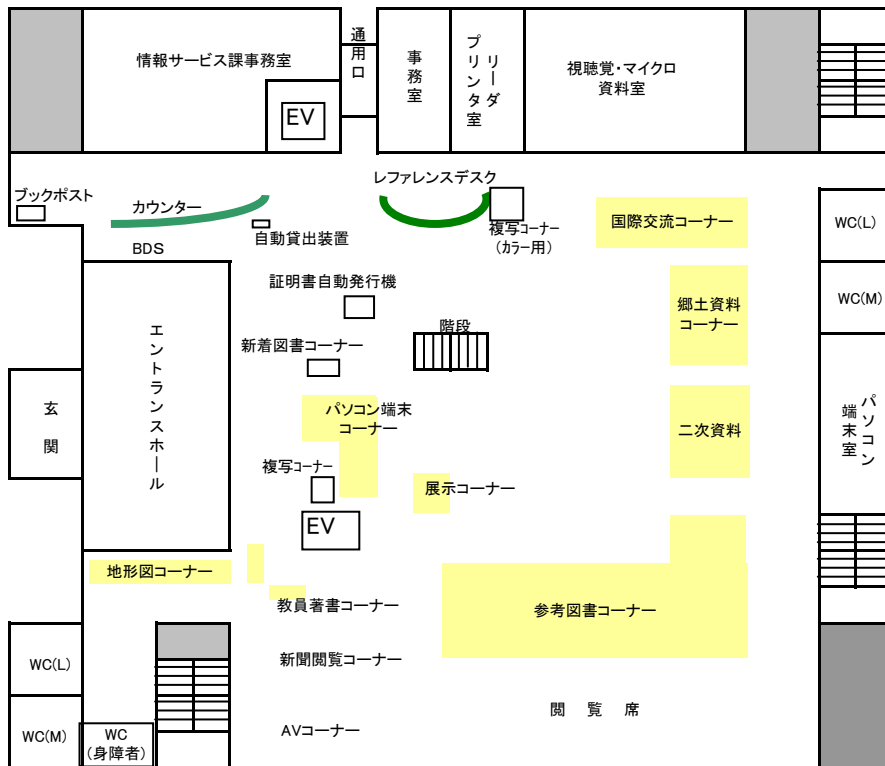 情報サービス課事務室
通用口
事務室
リーダ
プリンタ室
視聴覚・マイクロ
資料室
EV
ブックポスト
カウンター
レファレンスデスク
自動貸出装置
複写コーナー
(カラー用)
国際交流コーナー
WC(L)
BDS
証明書自動発行機
郷土資料
コーナー
WC(M)
階段
新着図書コーナー
エントランスホール
玄関
パソコン端末
コーナー
二次資料
パソコン
端末室
複写コーナー
展示コーナー
EV
地形図コーナー
教員著書コーナー
参考図書コーナー
新聞閲覧コーナー
WC(L)
閲覧席
AVコーナー
WC(M)
WC
(身障者)